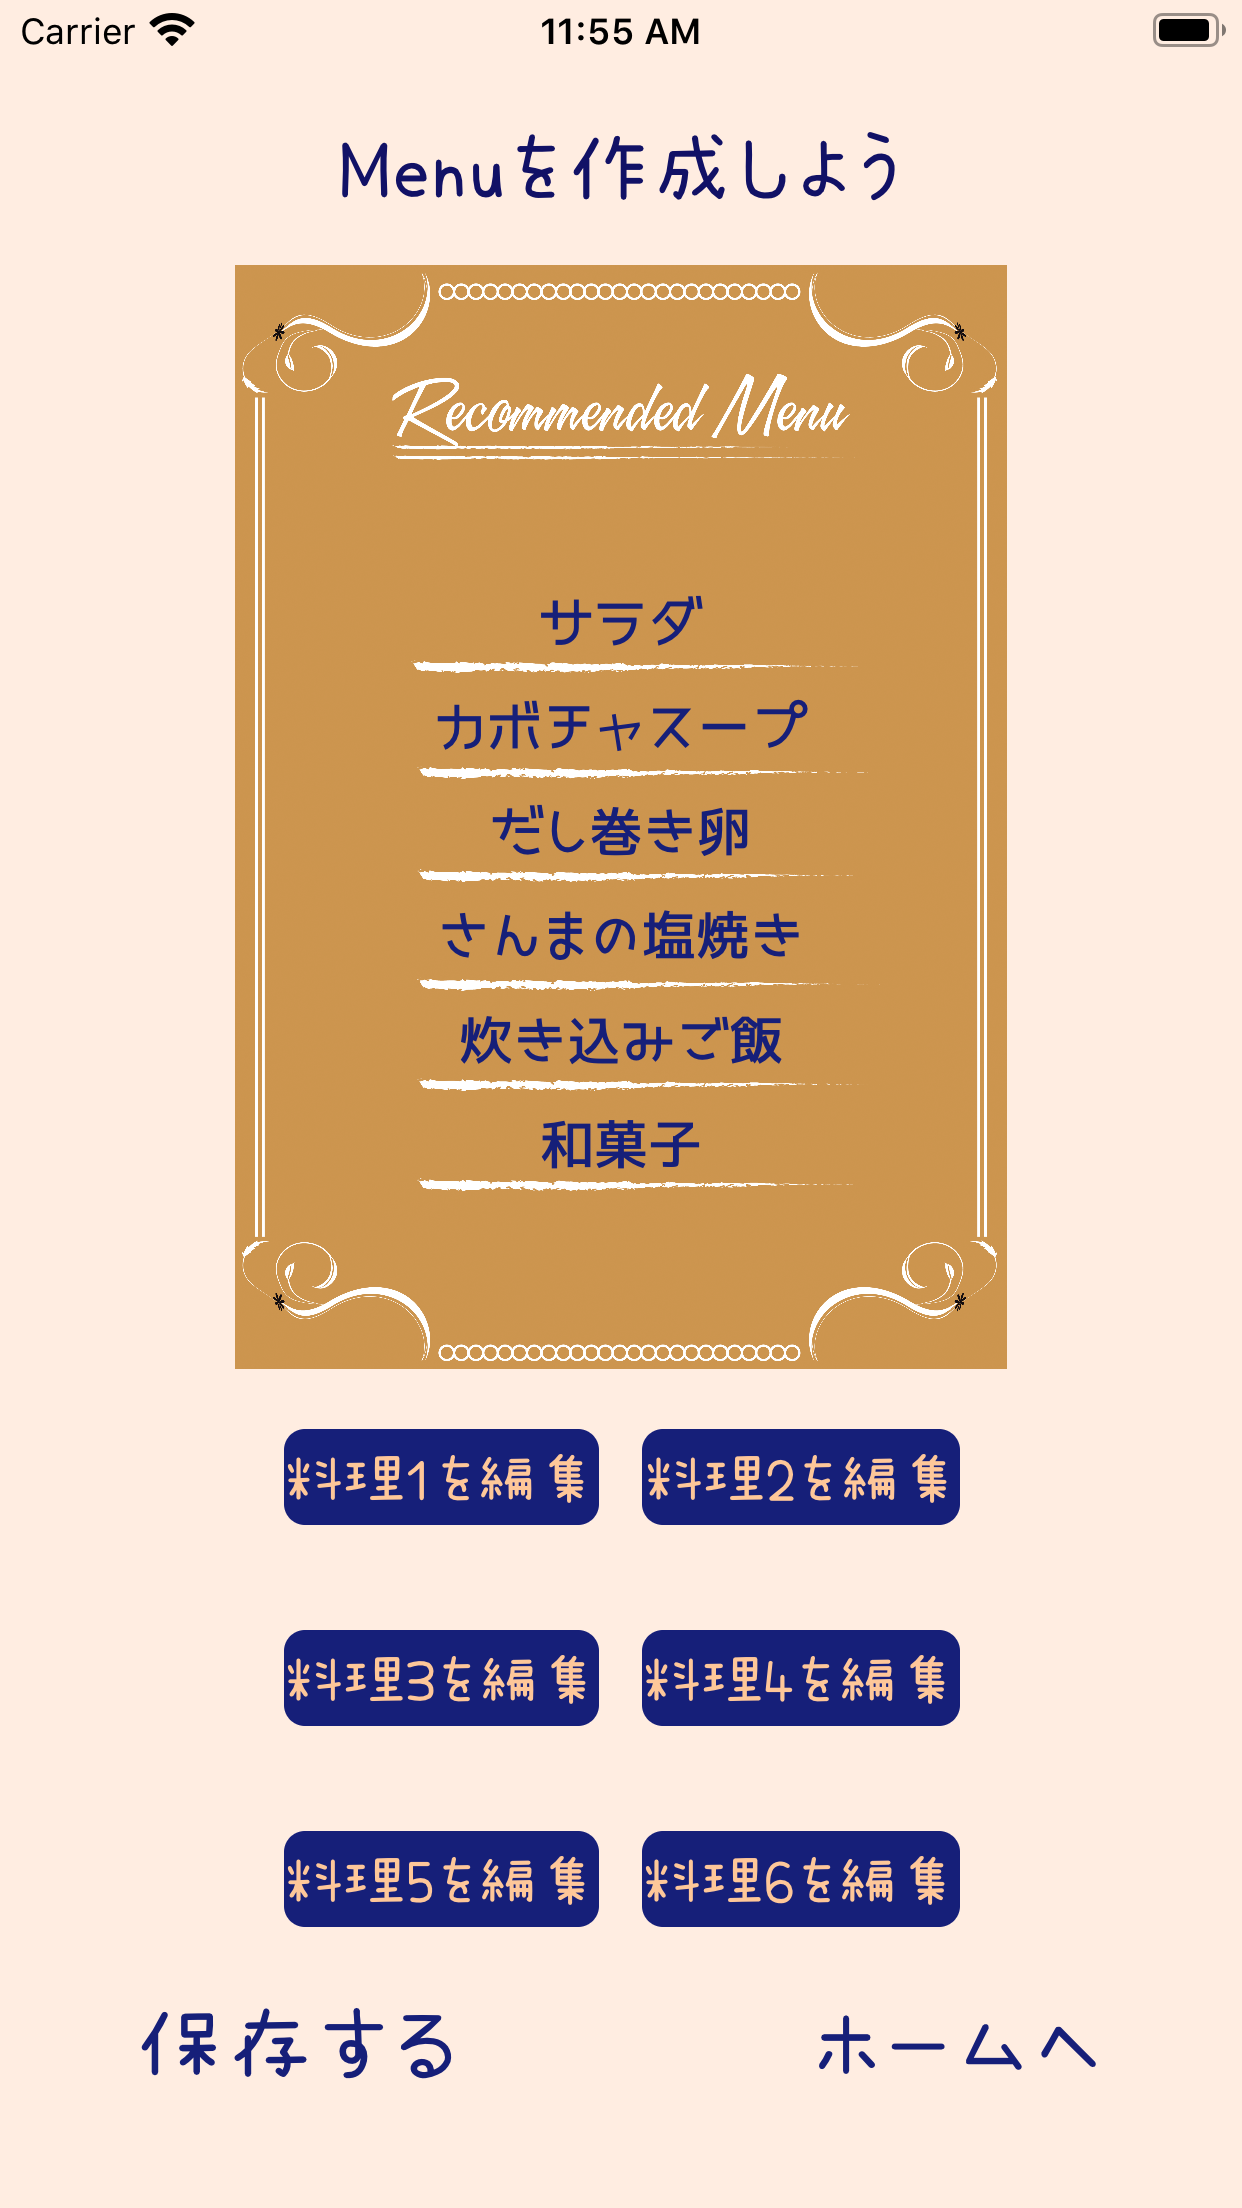 Carrier 11:55 AM
Menuを作成しよう
Recommended Menu
サラダ
カボチャスープ
だし巻き卵
さんまの塩焼き
炊き込みご飯
和菓子
料理1を編集 料理2を編集
料理3を編集 料理4を編集
料理5を編集 料理6を編集
保存する ホームへ